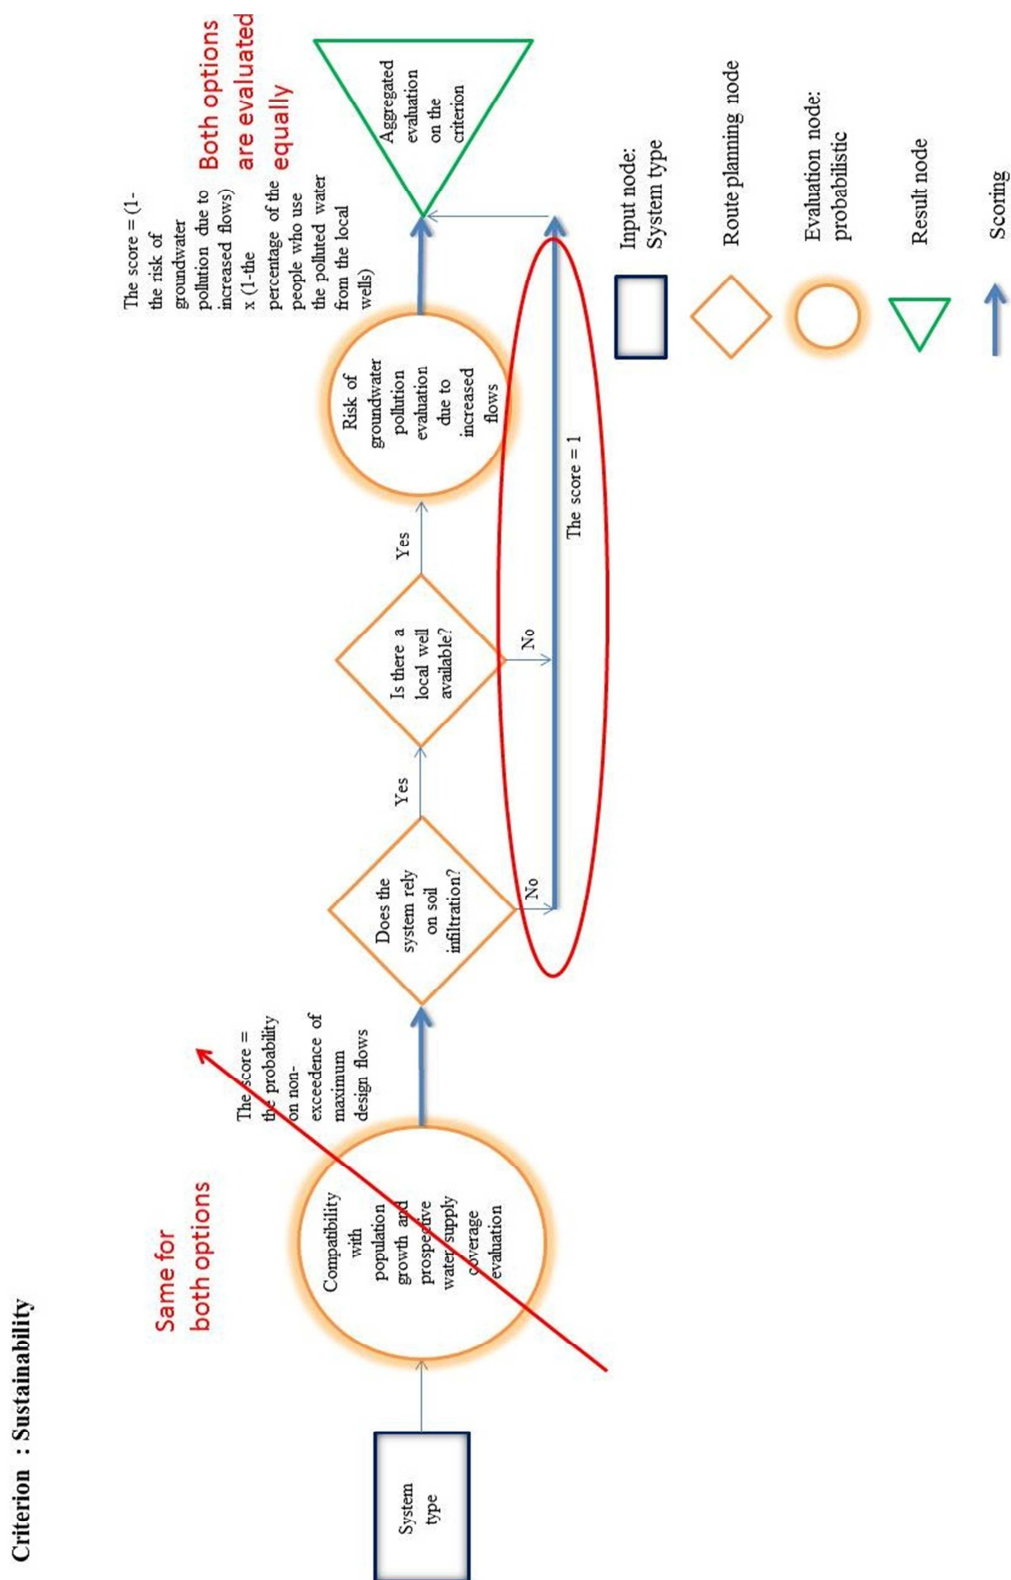 Criterion : Sustainability
System
type
Same for
both options
Compatibility
with
population
growth and
prospective
water supply
coverage
evaluation
The score =
the probability
on non-
exceedence of
maximum
design flows
Does the
system rely
on soil
infiltration?
Yes
No
Is there a
local well
available?
Yes
No
The score = 1
Risk of
groundwater
pollution
evaluation
due to
increased
flows
The score = (1-
the risk of
groundwater
pollution due to
increased flows)
x (1-the
percentage of the
people who use
the polluted water
from the local
wells)
Both options
are evaluated
equally
Aggregated
evaluation
on the
criterion
Input node:
System type
Route planning node
Evaluation node:
probabilistic
Result node
Scoring